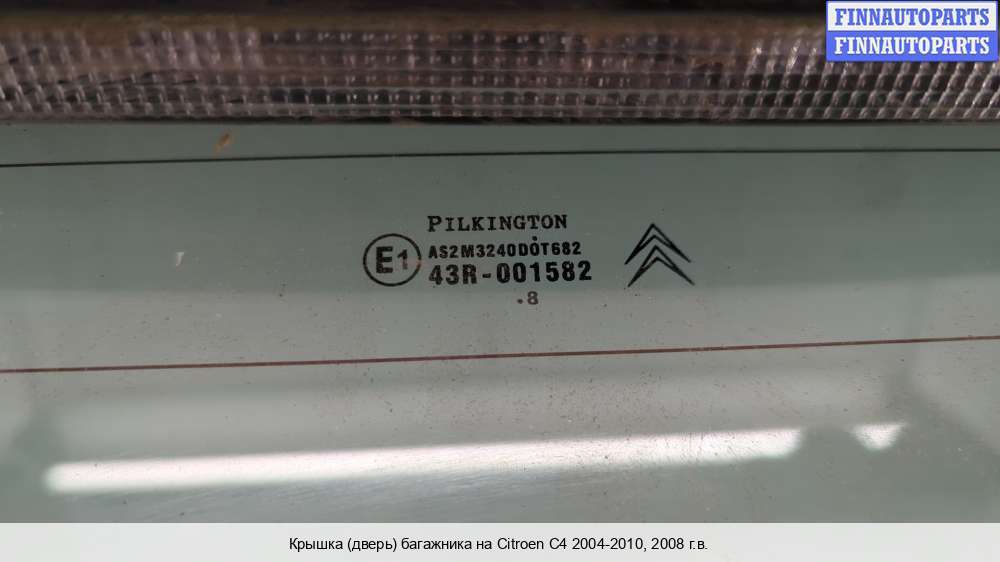 FINNAUTOPARTS
FINNAUTOPARTS
PILKINGTON
E1
AS2M3240DOT682
43R-001582
.8
Крышка (дверь) багажника на Citroen C4 2004-2010, 2008 г.в.